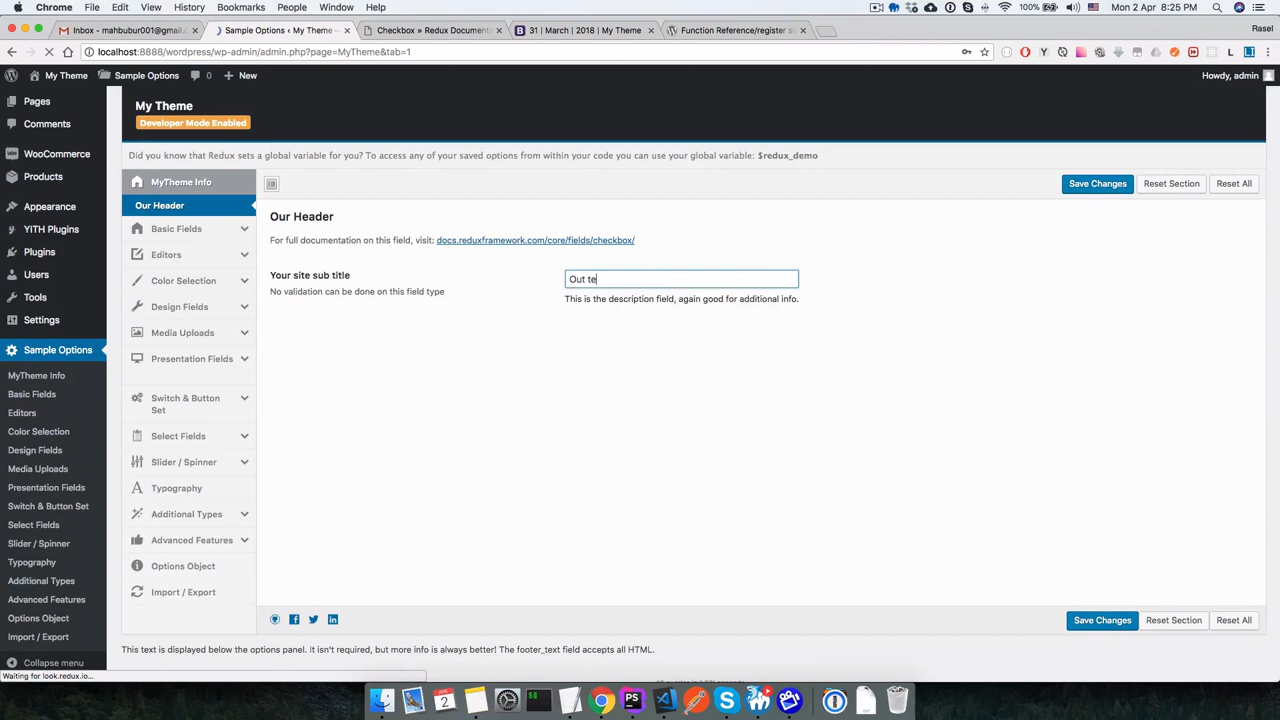 Chrome File Edit View History Bookmarks People Window Help 100% Mon 2 Apr 8:25 PM
Inbox - mahbubur001@gmail.c Sample Options ‹ My Theme — Checkbox » Redux Documenta 31 | March | 2018 | My Theme Function Reference/register si Rasel
localhost:8888/wordpress/wp-admin/admin.php?page=MyTheme&tab=1
My Theme Sample Options 0 New Howdy, admin
Pages
Comments
WooCommerce
Products
Appearance
YITH Plugins
Plugins
Users
Tools
Settings
Sample Options
MyTheme Info
Basic Fields
Editors
Color Selection
Design Fields
Media Uploads
Presentation Fields
Switch & Button Set
Select Fields
Slider / Spinner
Typography
Additional Types
Advanced Features
Options Object
Import / Export
Collapse menu
My Theme
Developer Mode Enabled
Did you know that Redux sets a global variable for you? To access any of your saved options from within your code you can use your global variable: $redux_demo
MyTheme Info
Our Header
Basic Fields
Editors
Color Selection
Design Fields
Media Uploads
Presentation Fields
Switch & Button
Set
Select Fields
Slider / Spinner
Typography
Additional Types
Advanced Features
Options Object
Import / Export
Save Changes Reset Section Reset All
Our Header
For full documentation on this field, visit: docs.reduxframework.com/core/fields/checkbox/
Your site sub title
No validation can be done on this field type
Out te
This is the description field, again good for additional info.
Save Changes Reset Section Reset All
This text is displayed below the options panel. It isn't required, but more info is always better! The footer_text field accepts all HTML.
Waiting for look.redux.io...